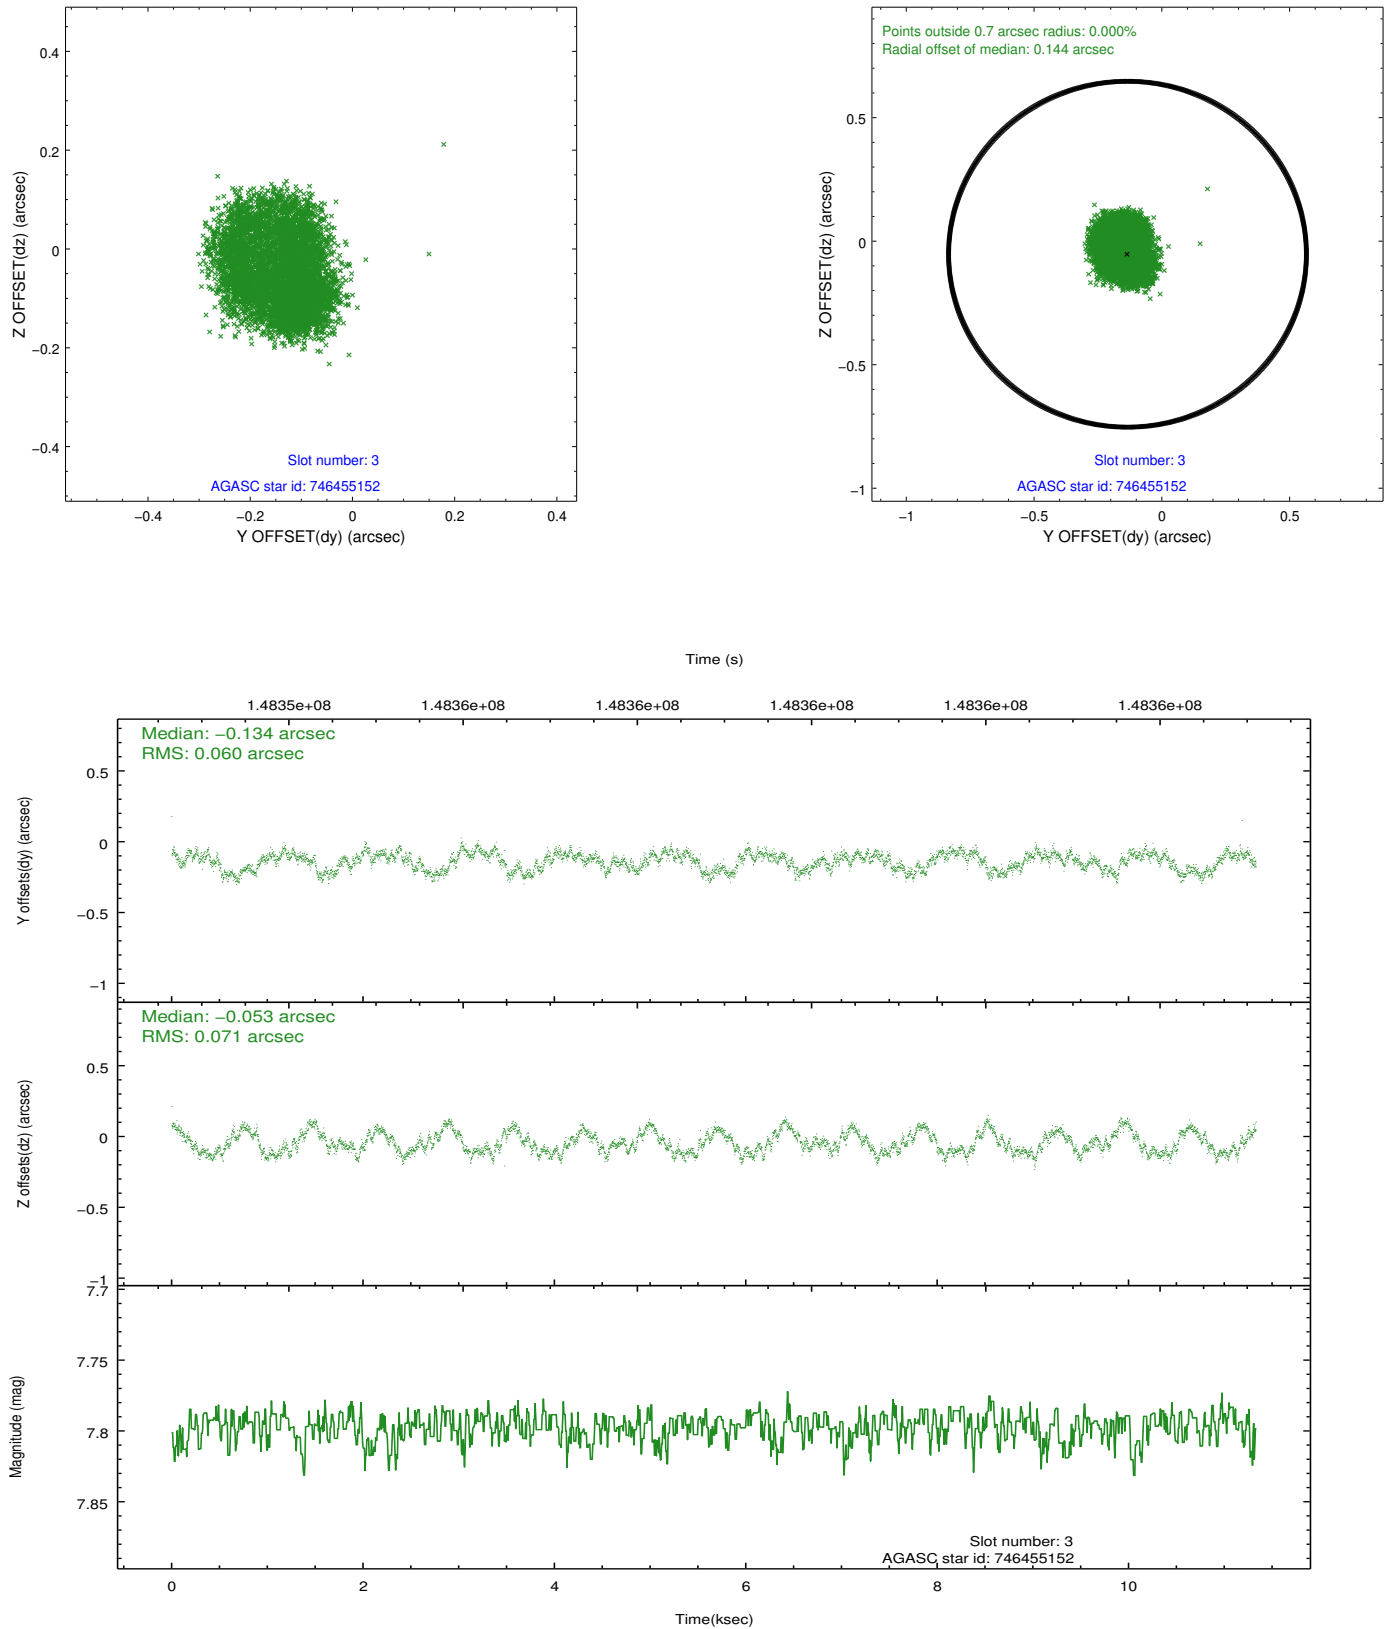 0.4
0.2
0
−0.2
−0.4
Z OFFSET(dz) (arcsec)
−0.4
−0.2
0
0.2
0.4
Y OFFSET(dy) (arcsec)
Slot number: 3
AGASC star id: 746455152
Points outside 0.7 arcsec radius: 0.000%
Radial offset of median: 0.144 arcsec
0.5
0
−0.5
−1
Z OFFSET(dz) (arcsec)
−1
−0.5
0
0.5
Y OFFSET(dy) (arcsec)
Slot number: 3
AGASC star id: 746455152
Time (s)
1.4835e+08
1.4836e+08
1.4836e+08
1.4836e+08
1.4836e+08
1.4836e+08
Median: −0.134 arcsec
RMS: 0.060 arcsec
0.5
0
−0.5
−1
Y offsets(dy) (arcsec)
Median: −0.053 arcsec
RMS: 0.071 arcsec
0.5
0
−0.5
−1
Z offsets(dz) (arcsec)
7.7
7.75
7.8
7.85
Magnitude (mag)
Slot number: 3
AGASC star id: 746455152
0
2
4
6
8
10
Time(ksec)